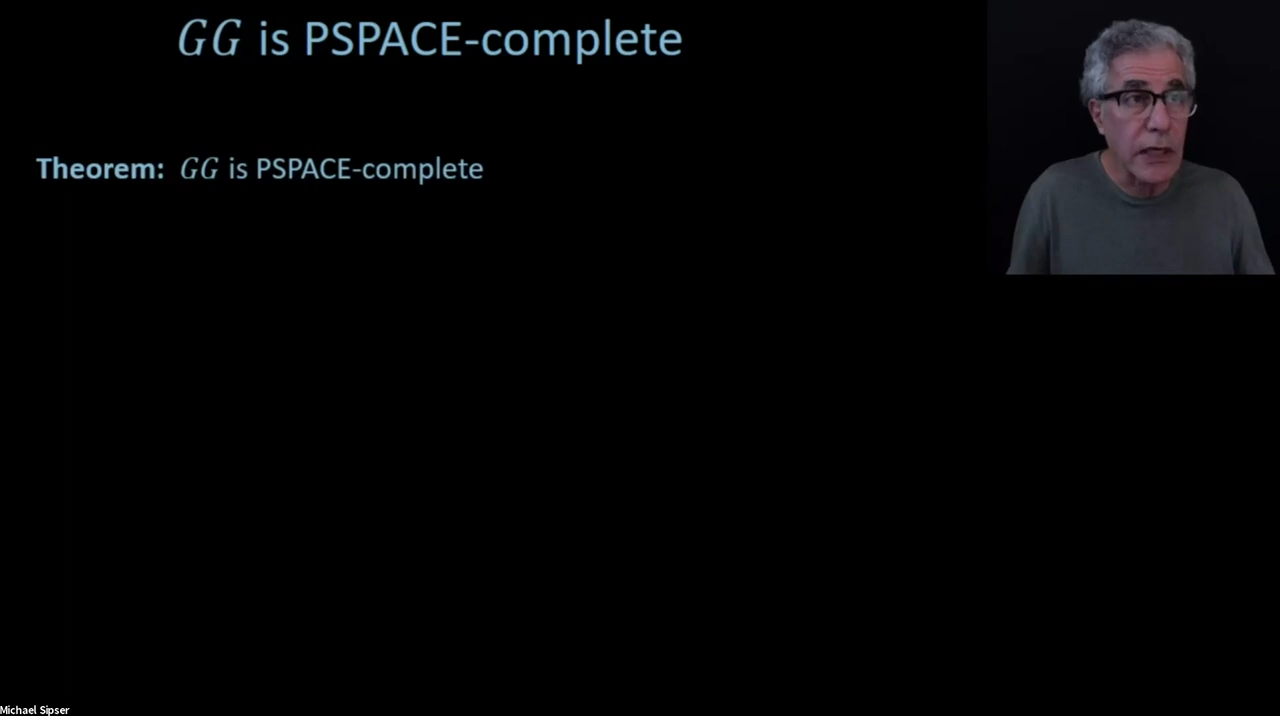 GG is PSPACE-complete
Theorem: GG is PSPACE-complete
Michael Sipser